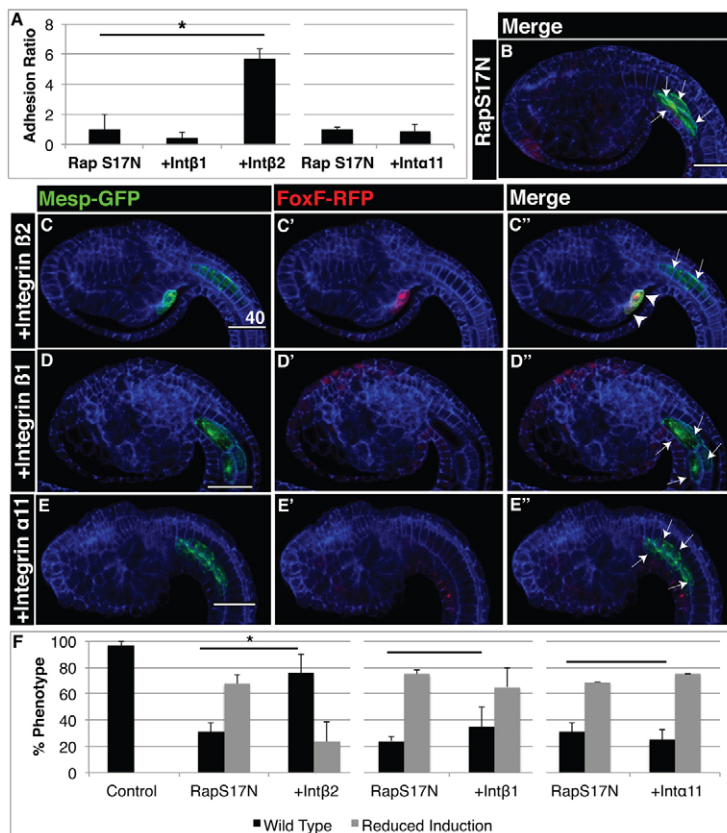 A
8
6
4
2
0
Adhesion Ratio
*
Rap S17N
+Intβ1
+Intβ2
Rap S17N
+Intα11
Merge
RapS17N
B
Mesp-GFP
FoxF-RFP
Merge
+Integrin ß2
C
40
C'
C"
+Integrin ß1
D
D'
D"
+Integrin α11
E
E'
E"
F
100
80
60
40
20
0
% Phenotype
*
Control
RapS17N
+Intβ2
RapS17N
+Intβ1
RapS17N
+Intα11
Wild Type
Reduced Induction